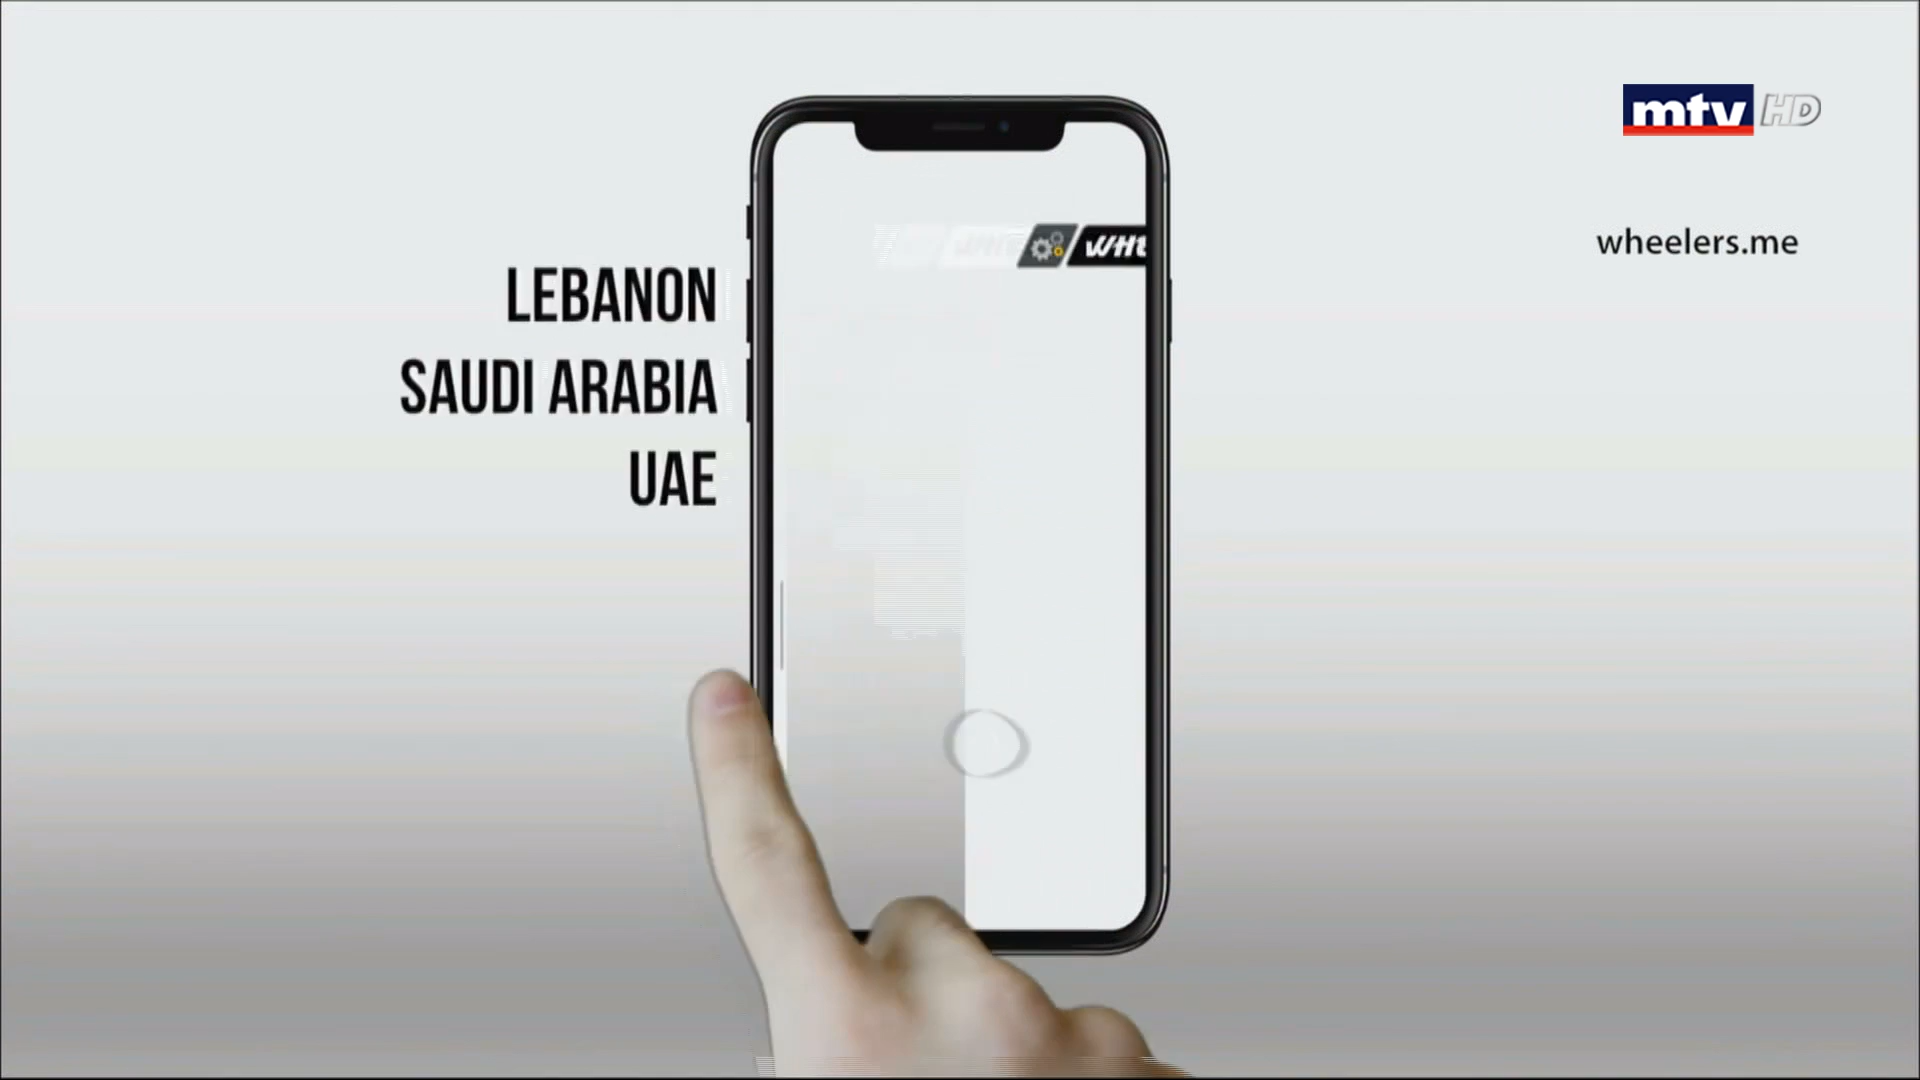 mtv HD
wheelers.me
LEBANON
SAUDI ARABIA
UAE